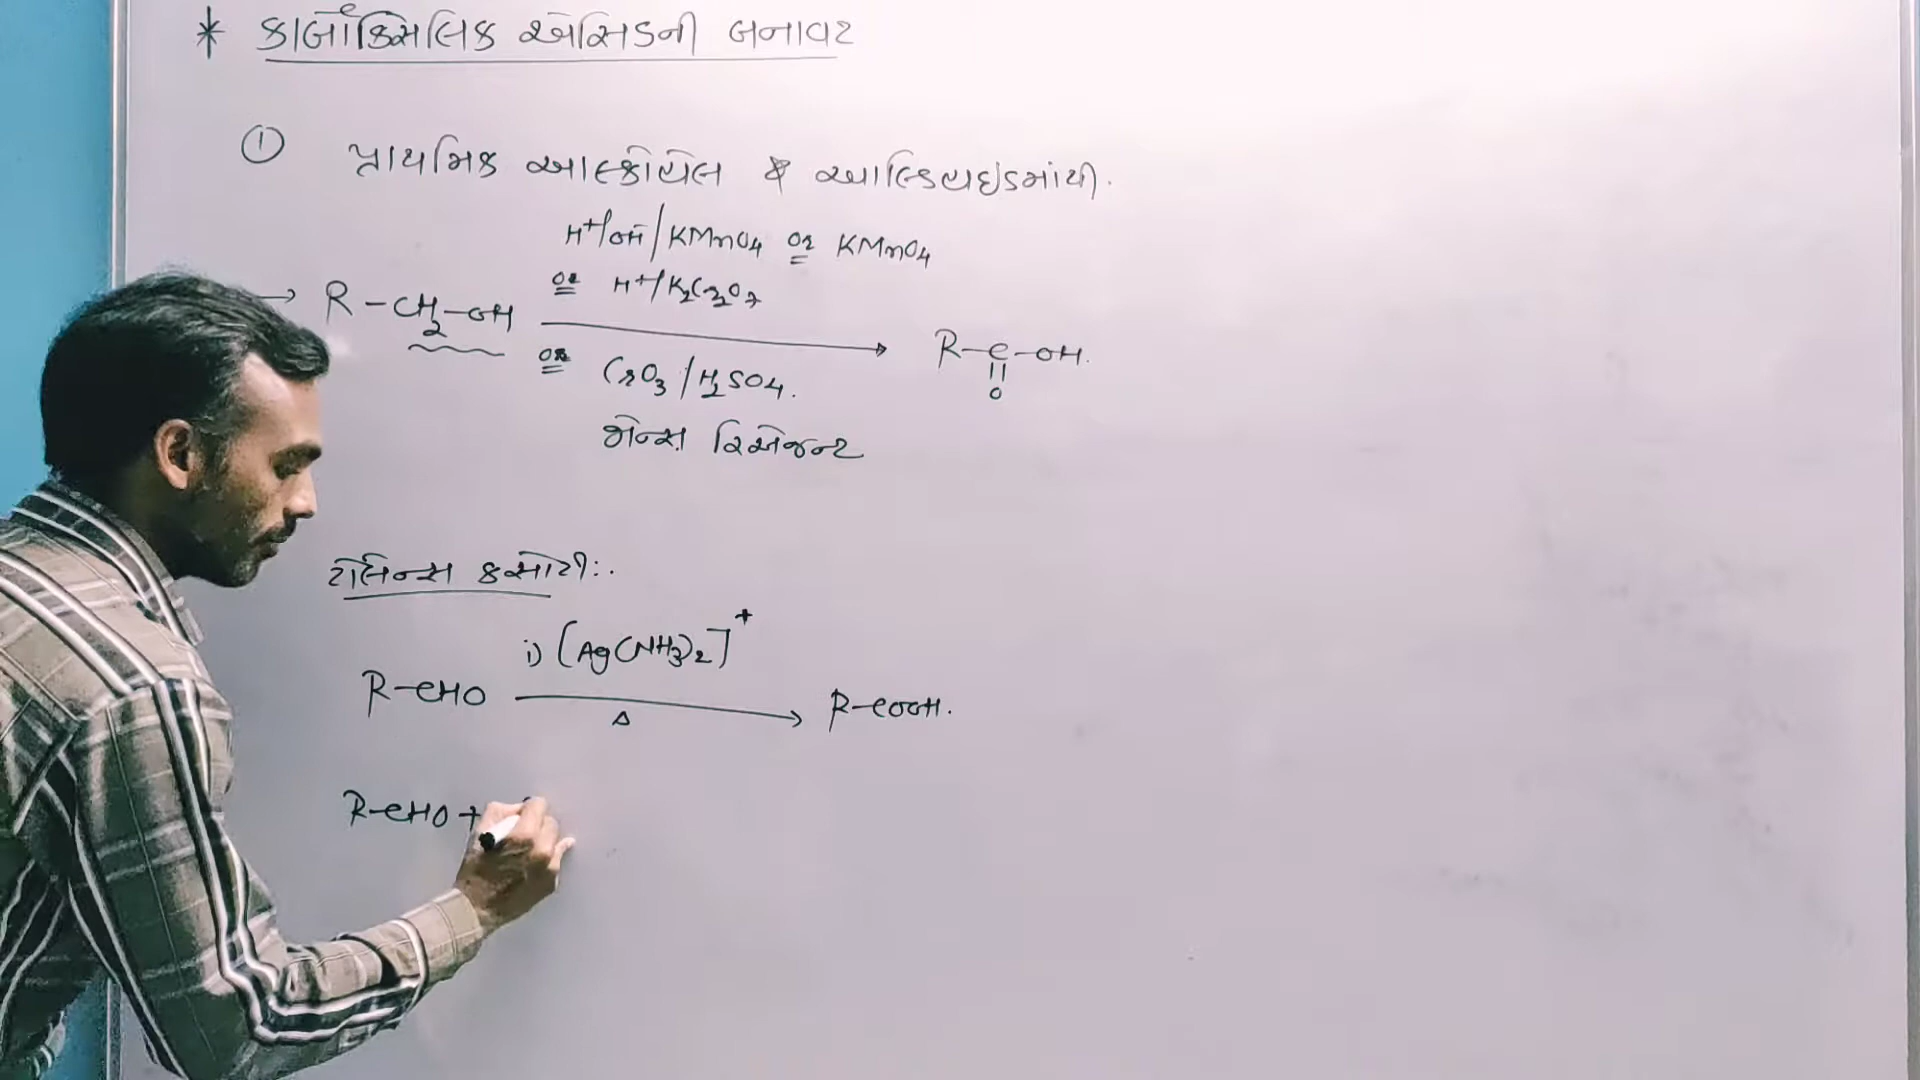 * કાર્બોક્સિલિક એસિડની બનાવટ
① પ્રાથમિક આલ્કોહોલ કે આલ્ડિહાઇડમાંથી.
H⁺/OH⁻/KMnO₄ or KMnO₄
or H⁺/K₂Cr₂O₇
→ R-CH₂-OH → R-C-OH.
or CrO₃/H₂SO₄.
||
O
જોન્સ રિએજન્ટ
ટોલેન્સ કસોટી:.
i) [Ag(NH₃)₂]⁺
R-CHO → R-COOH.
Δ
R-CHO +